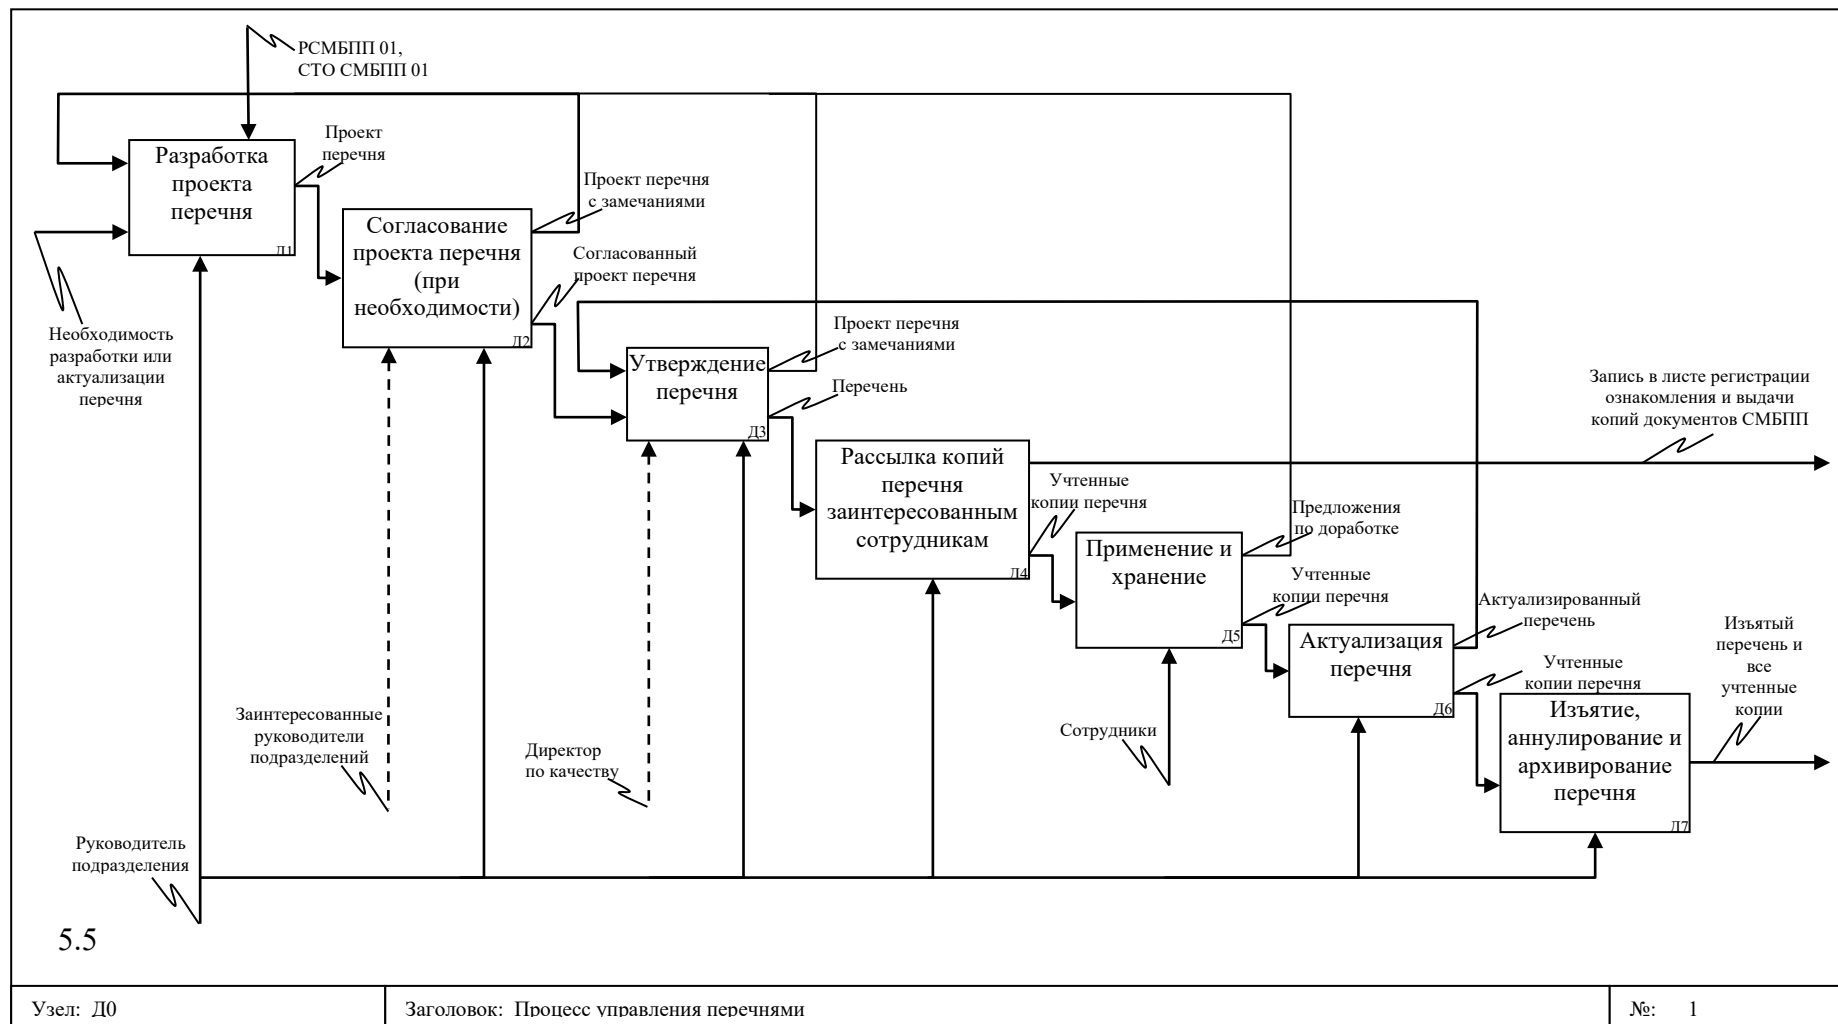 РСМБПП 01,
СТО СМБПП 01
Проект
перечня
Разработка
проекта
перечня
Д1
Проект перечня
с замечаниями
Согласование
проекта перечня
(при
необходимости)
Д2
Согласованный
проект перечня
Необходимость
разработки или
актуализации
перечня
Проект перечня
с замечаниями
Утверждение
перечня
Д3
Перечень
Запись в листе регистрации
ознакомления и выдачи
копий документов СМБПП
Рассылка копий
перечня
заинтересованным
сотрудникам
Д4
Учтенные
копии перечня
Предложения
по доработке
Применение и
хранение
Д5
Учтенные
копии перечня
Актуализированный
перечень
Актуализация
перечня
Д6
Учтенные
копии перечня
Изъятый
перечень и
все
учтенные
копии
Изъятие,
аннулирование и
архивирование
перечня
Д7
Заинтересованные
руководители
подразделений
Директор
по качеству
Сотрудники
Руководитель
подразделения
5.5
Узел: Д0
Заголовок: Процесс управления перечнями
№: 1